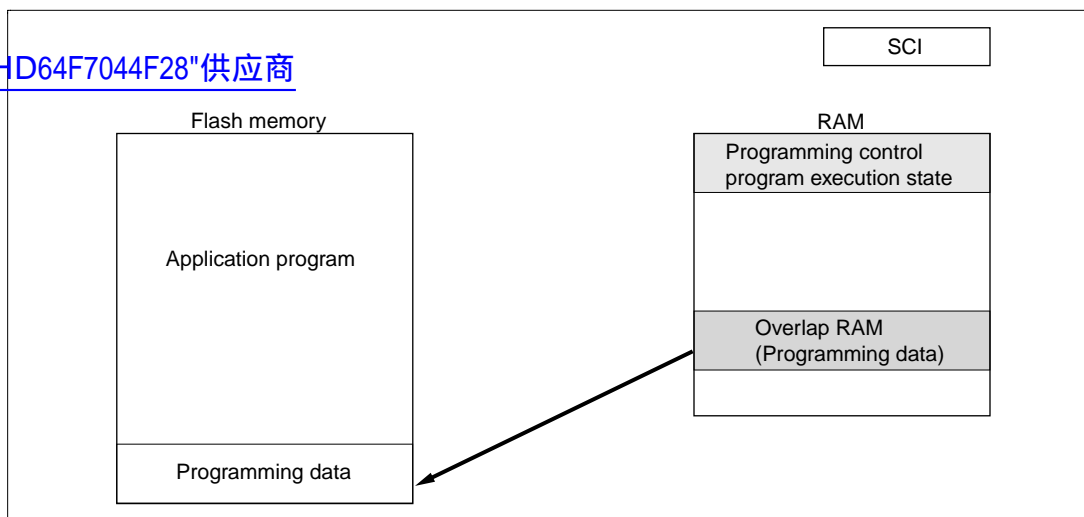 HD64F7044F28"供应商
SCI
Flash memory
RAM
Programming control
program execution state
Application program
Overlap RAM
(Programming data)
Programming data